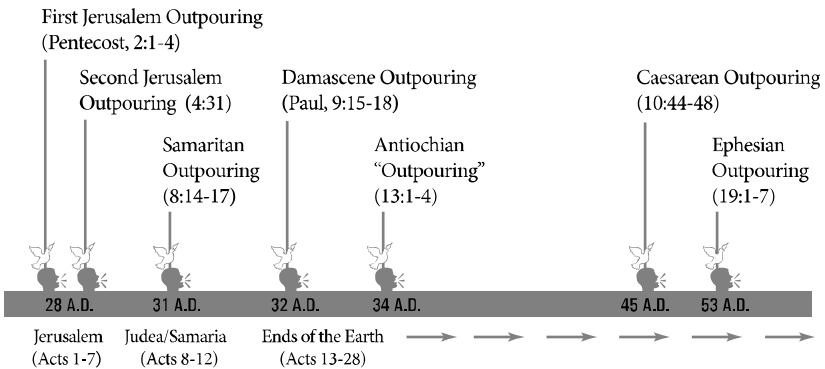 First Jerusalem Outpouring
(Pentecost, 2:1-4)
Second Jerusalem
Outpouring (4:31)
Samaritan
Outpouring
(8:14-17)
Damascene Outpouring
(Paul, 9:15-18)
Antiochian
“Outpouring”
(13:1-4)
Caesarean Outpouring
(10:44-48)
Ephesian
Outpouring
(19:1-7)
28 A.D.
31 A.D.
32 A.D.
34 A.D.
45 A.D.
53 A.D.
Jerusalem
(Acts 1-7)
Judea/Samaria
(Acts 8-12)
Ends of the Earth
(Acts 13-28)